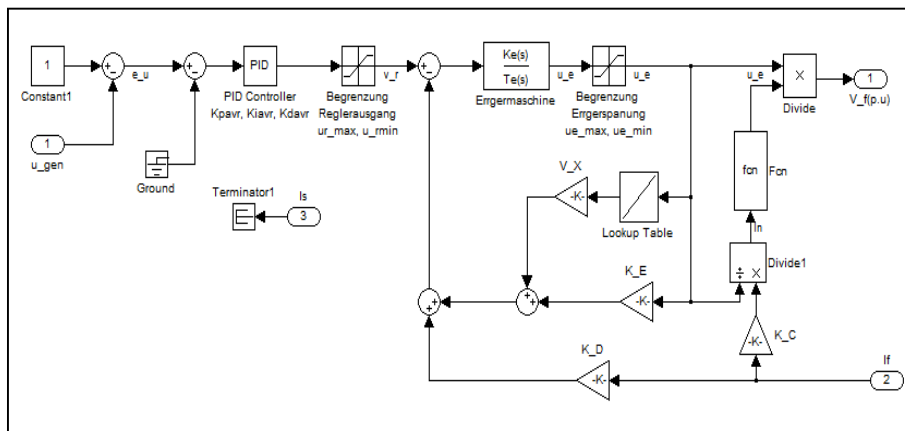 1
Constant1
e_u
PID
PID Controller
Kpavr, Kiavr, Kdavr
v_r
Begrenzung
Reglerausgang
ur_max, u_rmin
Ke(s)
Te(s)
Errgermaschine
u_e
u_e
Begrenzung
Errgerspanung
ue_max, ue_min
u_e
X
Divide
1
V_f(p.u)
1
u_gen
Ground
Terminator1
Is
3
V_X
-K-
Lookup Table
fcn
Fcn
In
÷ X
Divide1
K_E
-K-
K_D
-K-
-K-
K_C
If
2